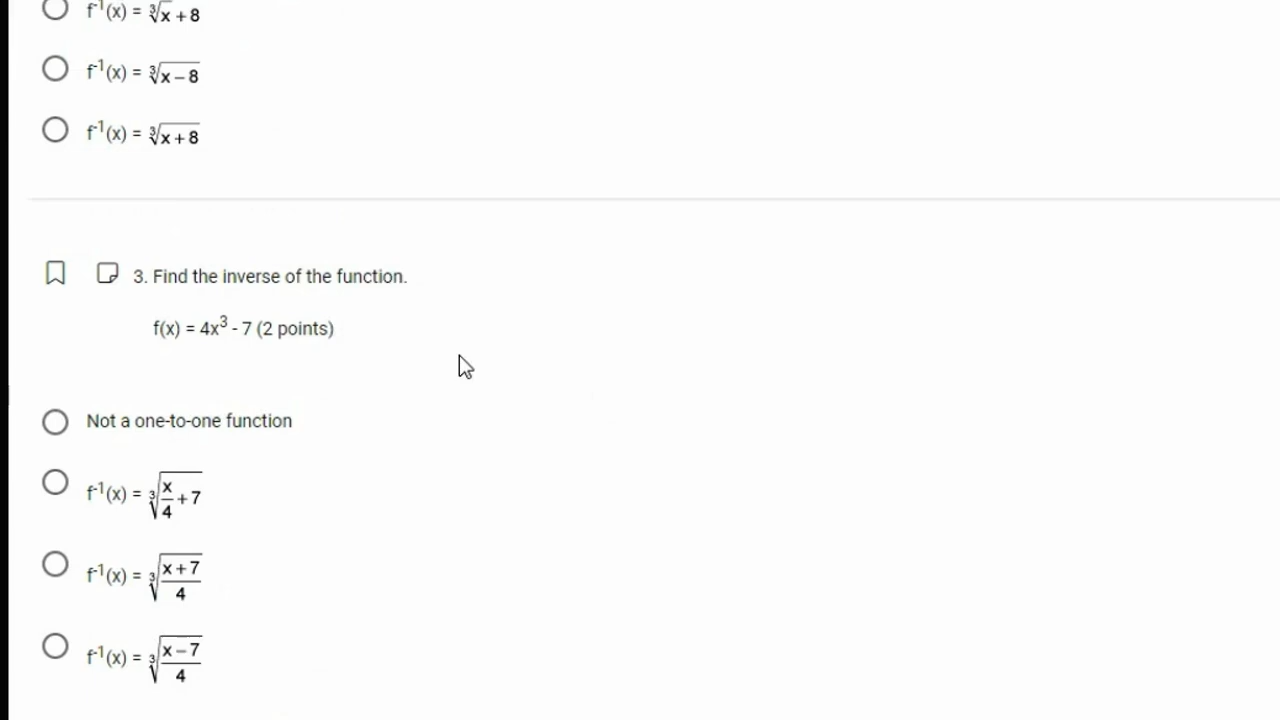 f⁻¹(x) = ∛x + 8
f⁻¹(x) = ∛(x – 8)
f⁻¹(x) = ∛(x + 8)
3. Find the inverse of the function.
f(x) = 4x³ - 7 (2 points)
Not a one-to-one function
f⁻¹(x) = ∛(x/4 + 7)
f⁻¹(x) = ∛((x + 7)/4)
f⁻¹(x) = ∛((x – 7)/4)